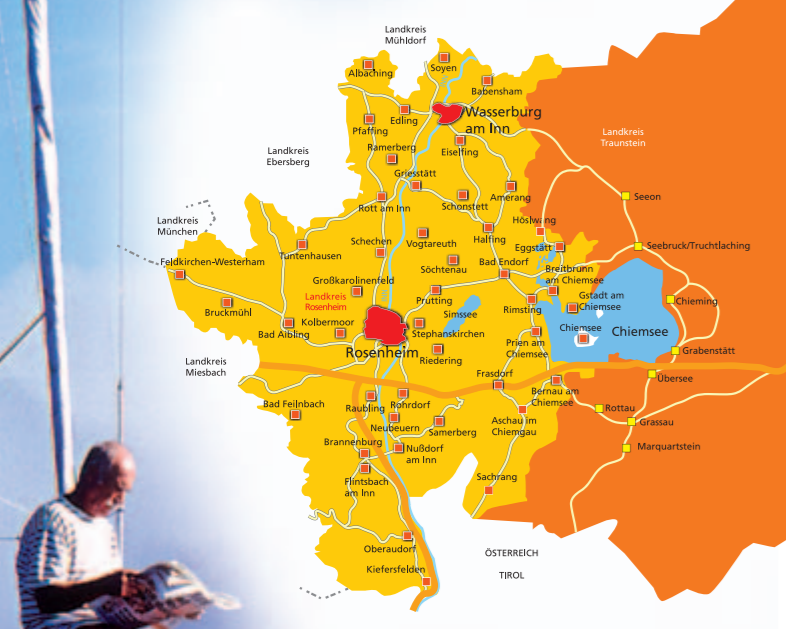 Landkreis
Mühldorf
Albaching
Soyen
Babensham
Edling
Wasserburg
am Inn
Pfaffing
Landkreis
Traunstein
Ramerberg
Eiselfing
Landkreis
Ebersberg
Griesstätt
Amerang
Seeon
Rott am Inn
Schonstett
Höslwang
Landkreis
München
Schechen
Vogtareuth
Halfing
Eggstätt
Seebruck/Truchtlaching
Tuntenhausen
Feldkirchen-Westerham
Söchtenau
Bad Endorf
Breitbrunn
am Chiemsee
Großkarolinenfeld
Landkreis
Rosenheim
Prutting
Gstadt am
Chiemsee
Chieming
Bruckmühl
Simssee
Rimsting
Kolbermoor
Bad Aibling
Stephanskirchen
Chiemsee
Chiemsee
Rosenheim
Prien am
Chiemsee
Grabenstätt
Riedering
Landkreis
Miesbach
Frasdorf
Übersee
Bernau am
Chiemsee
Bad Feilnbach
Raubling
Rohrdorf
Rottau
Neubeuern
Samerberg
Aschau im
Chiemgau
Grassau
Brannenburg
Nußdorf
am Inn
Marquartstein
Flintsbach
am Inn
Sachrang
Oberaudorf
ÖSTERREICH
Kiefersfelden
TIROL